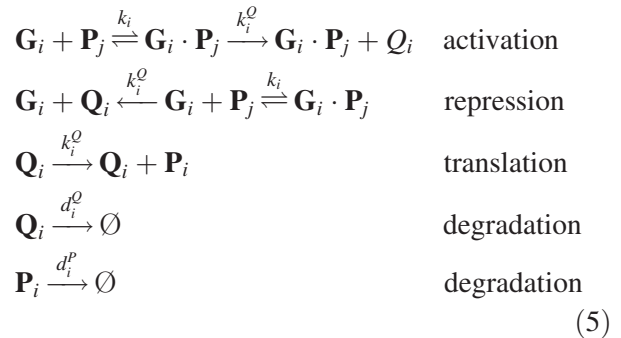 G_i + P_j ⇌^{k_i} G_i · P_j ⟶^{k_i^Q} G_i · P_j + Q_i activation
G_i + Q_i ⟵^{k_i^Q} G_i + P_j ⇌^{k_i} G_i · P_j repression
Q_i ⟶^{k_i^Q} Q_i + P_i translation
Q_i ⟶^{d_i^Q} ∅ degradation
P_i ⟶^{d_i^P} ∅ degradation
(5)